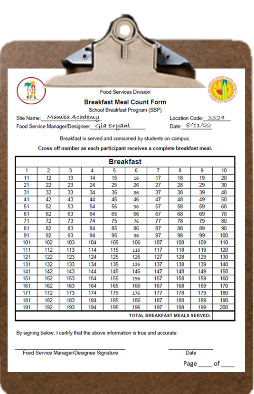 Food Services Division
Breakfast Meal Count Form
School Breakfast Program (SBP)
Site Name: Mamba Academy Location Code: 3324
Food Service Manager/Designee: Gia Bryant Date: 8/11/22
Breakfast is served and consumed by students on campus.
Cross off number as each participant receives a complete breakfast meal.
Breakfast
1 2 3 4 5 6 7 8 9 10
11 12 13 14 15 16 17 18 19 20
21 22 23 24 25 26 27 28 29 30
31 32 33 34 35 36 37 38 39 40
41 42 43 44 45 46 47 48 49 50
51 52 53 54 55 56 57 58 59 60
61 62 63 64 65 66 67 68 69 70
71 72 73 74 75 76 77 78 79 80
81 82 83 84 85 86 87 88 89 90
91 92 93 94 95 96 97 98 99 100
101 102 103 104 105 106 107 108 109 110
111 112 113 114 115 116 117 118 119 120
121 122 123 124 125 126 127 128 129 130
131 132 133 134 135 136 137 138 139 140
141 142 143 144 145 146 147 148 149 150
151 152 153 154 155 156 157 158 159 160
161 162 163 164 165 166 167 168 169 170
171 172 173 174 175 176 177 178 179 180
181 182 183 184 185 186 187 188 189 190
191 192 193 194 195 196 197 198 199 200
TOTAL BREAKFAST MEALS SERVED:
By signing below, I certify that the above information is true and accurate:
Food Service Manager/Designee Signature Date
Page ___ of ___